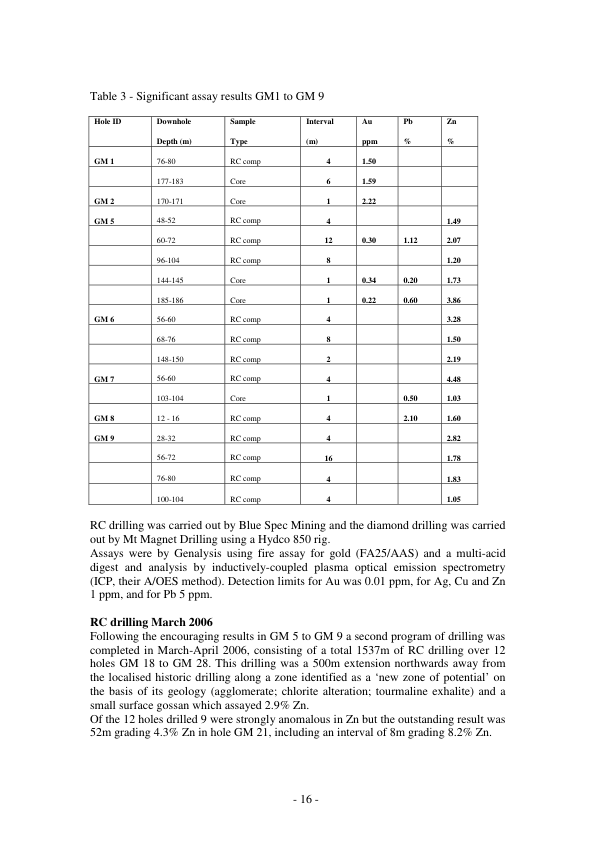 Table 3 - Significant assay results GM1 to GM 9
Hole ID Downhole Sample Interval Au Pb Zn
Depth (m) Type (m) ppm % %
GM 1 76-80 RC comp 4 1.50
177-183 Core 6 1.59
GM 2 170-171 Core 1 2.22
GM 5 48-52 RC comp 4 1.49
60-72 RC comp 12 0.30 1.12 2.07
96-104 RC comp 8 1.20
144-145 Core 1 0.34 0.20 1.73
185-186 Core 1 0.22 0.60 3.86
GM 6 56-60 RC comp 4 3.28
68-76 RC comp 8 1.50
148-150 RC comp 2 2.19
GM 7 56-60 RC comp 4 4.48
103-104 Core 1 0.50 1.03
GM 8 12 - 16 RC comp 4 2.10 1.60
GM 9 28-32 RC comp 4 2.82
56-72 RC comp 16 1.78
76-80 RC comp 4 1.83
100-104 RC comp 4 1.05
RC drilling was carried out by Blue Spec Mining and the diamond drilling was carried
out by Mt Magnet Drilling using a Hydco 850 rig.
Assays were by Genalysis using fire assay for gold (FA25/AAS) and a multi-acid
digest and analysis by inductively-coupled plasma optical emission spectrometry
(ICP, their A/OES method). Detection limits for Au was 0.01 ppm, for Ag, Cu and Zn
1 ppm, and for Pb 5 ppm.
RC drilling March 2006
Following the encouraging results in GM 5 to GM 9 a second program of drilling was
completed in March-April 2006, consisting of a total 1537m of RC drilling over 12
holes GM 18 to GM 28. This drilling was a 500m extension northwards away from
the localised historic drilling along a zone identified as a ‘new zone of potential’ on
the basis of its geology (agglomerate; chlorite alteration; tourmaline exhalite) and a
small surface gossan which assayed 2.9% Zn.
Of the 12 holes drilled 9 were strongly anomalous in Zn but the outstanding result was
52m grading 4.3% Zn in hole GM 21, including an interval of 8m grading 8.2% Zn.
- 16 -